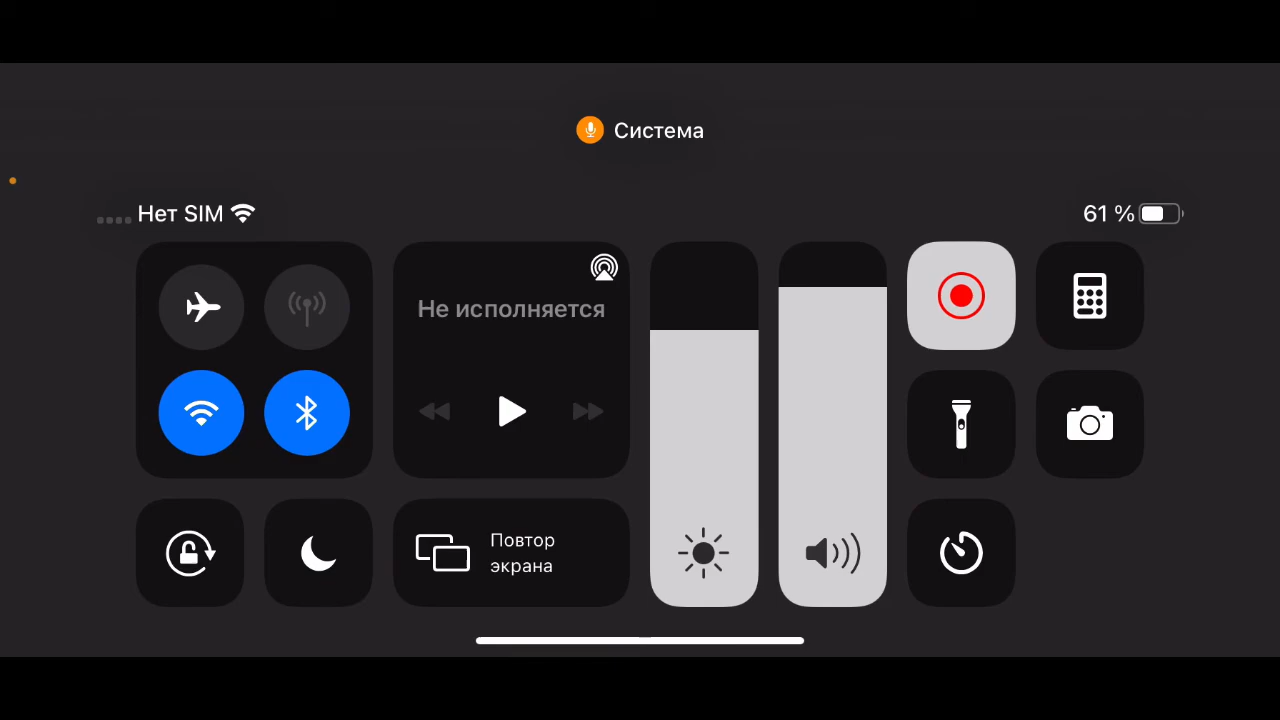 Система
Нет SIM
61 %
Не исполняется
Повтор
экрана